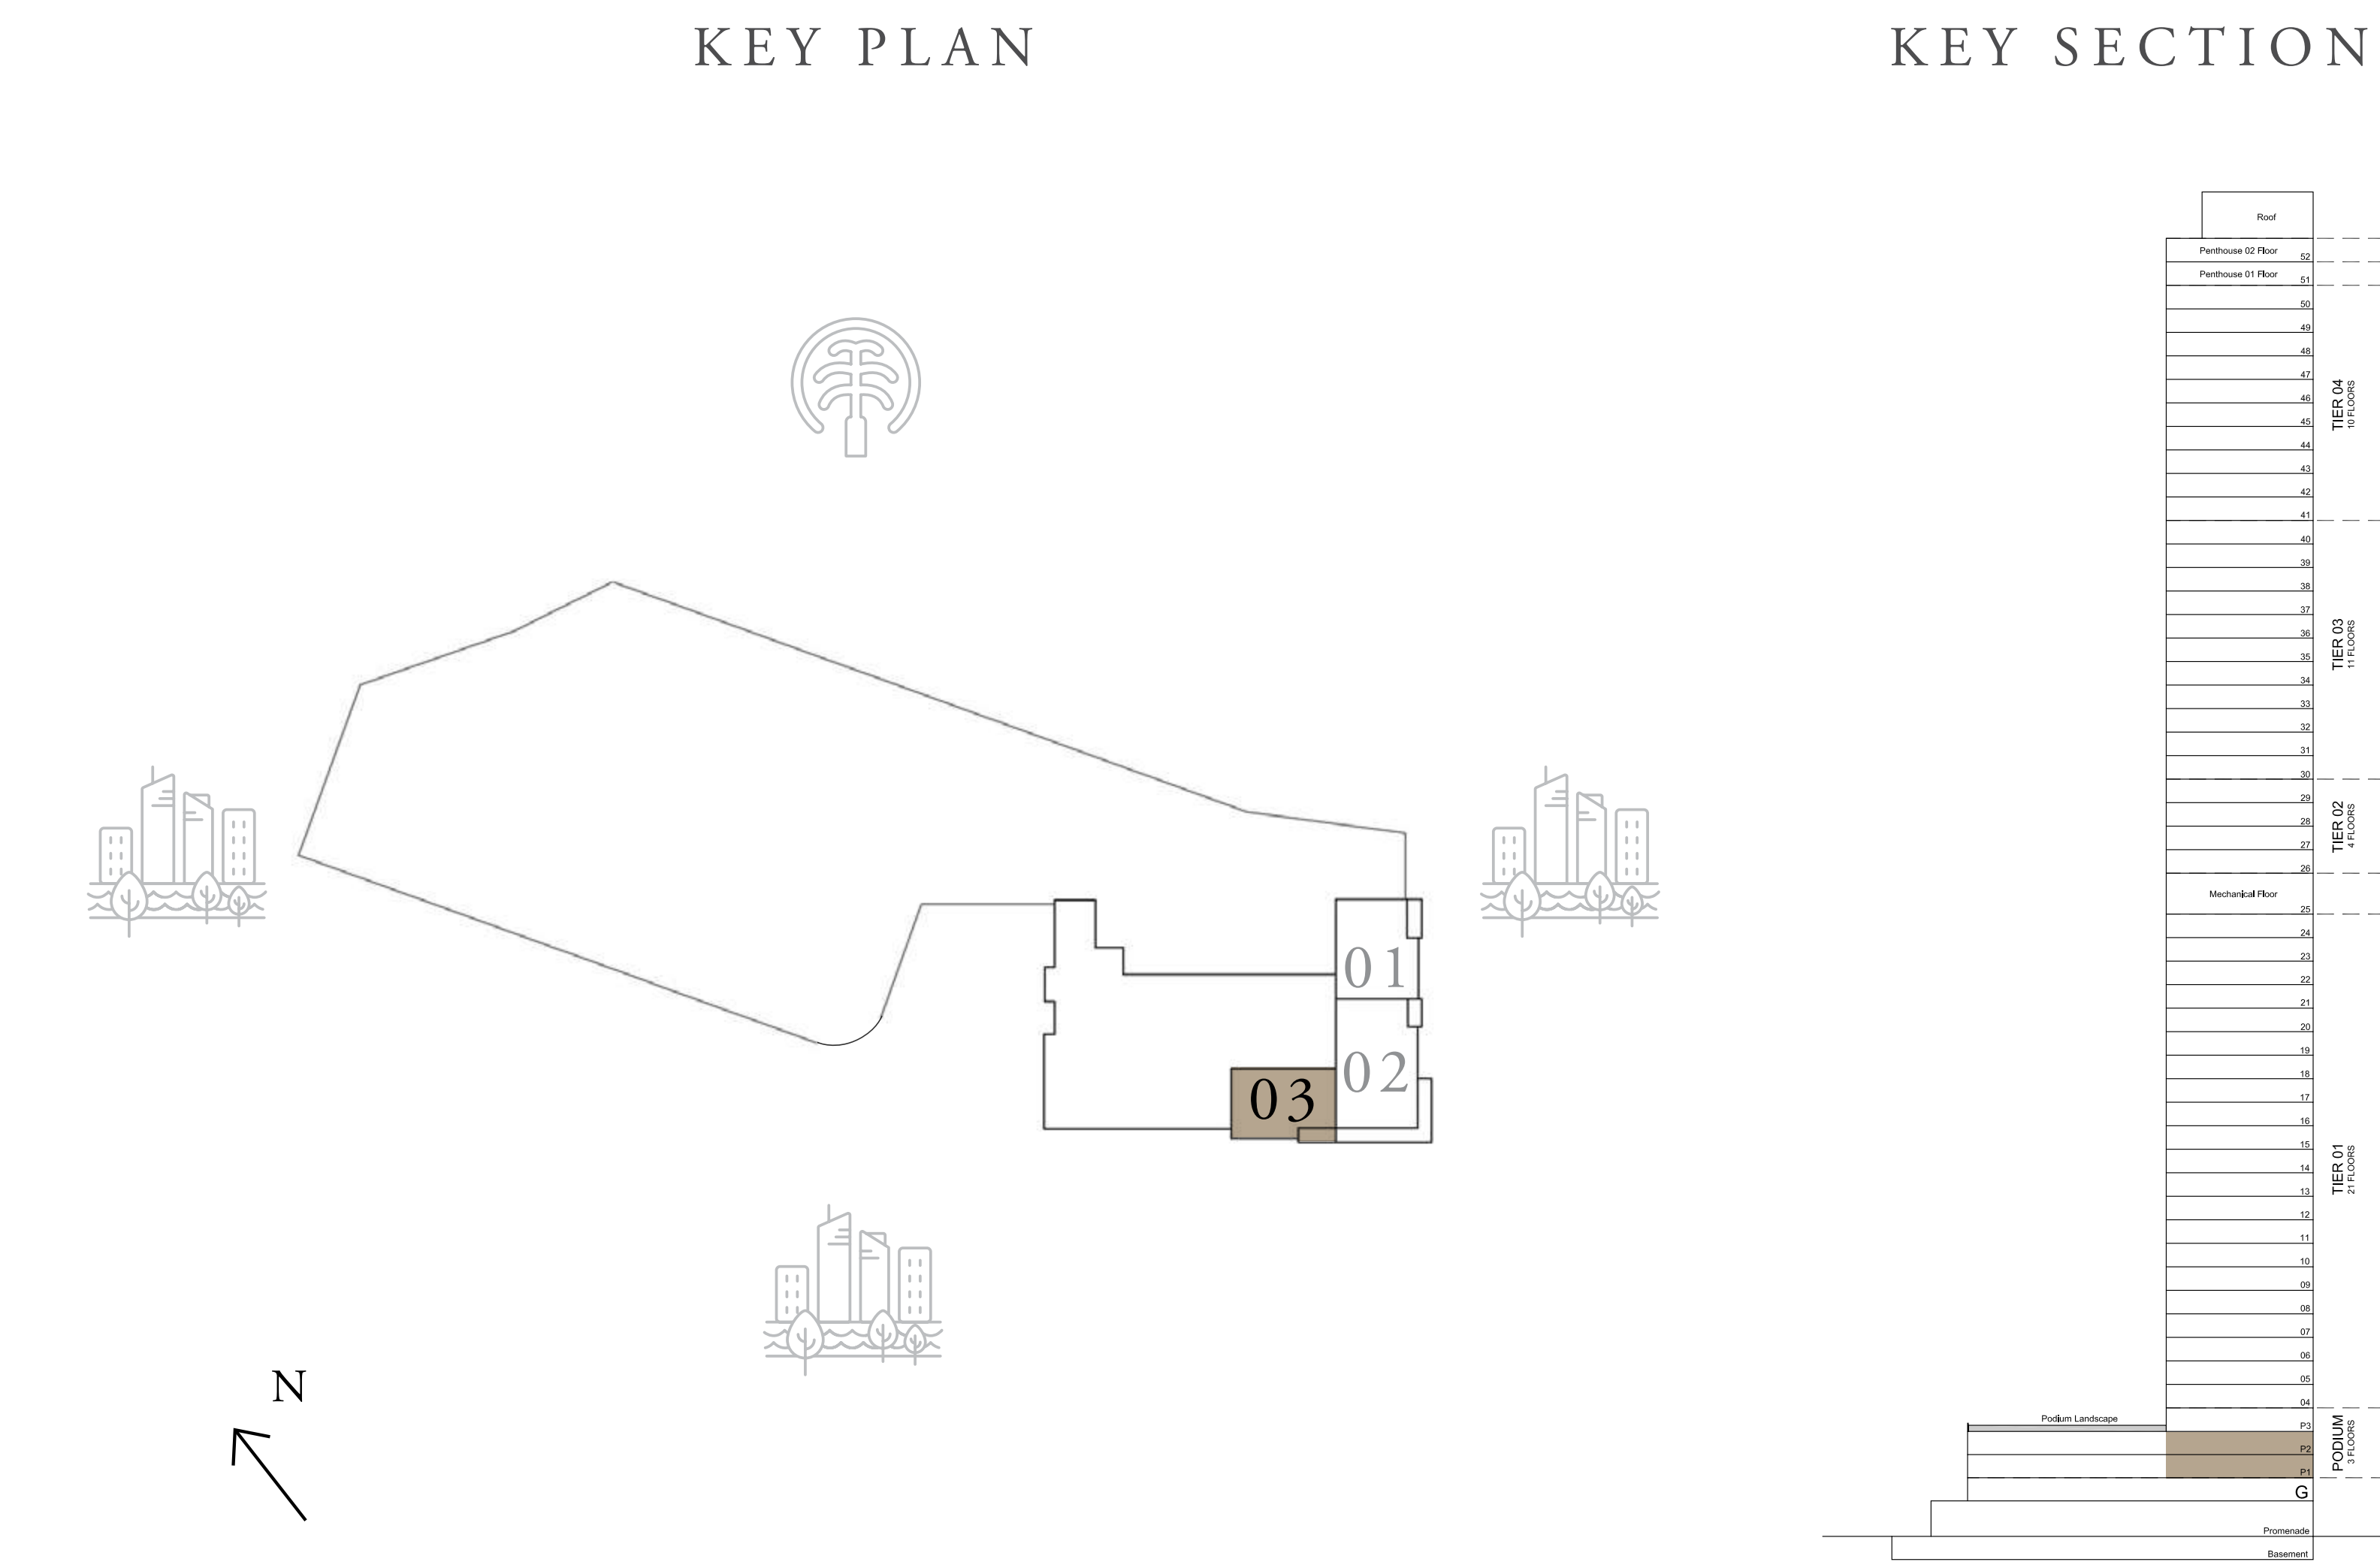 KEY PLAN
KEY SECTION
Roof
Penthouse 02 Floor
52
Penthouse 01 Floor
51
50
49
48
47
46
45
44
43
42
41
TIER 04
10 FLOORS
40
39
38
37
36
35
34
33
32
31
30
TIER 03
11 FLOORS
29
28
27
26
TIER 02
4 FLOORS
Mechanical Floor
25
24
23
22
21
20
19
18
17
16
15
14
13
12
11
10
09
08
07
06
05
04
TIER 01
21 FLOORS
Podium Landscape
P3
P2
P1
PODIUM
3 FLOORS
G
Promenade
Basement
01
02
03
N